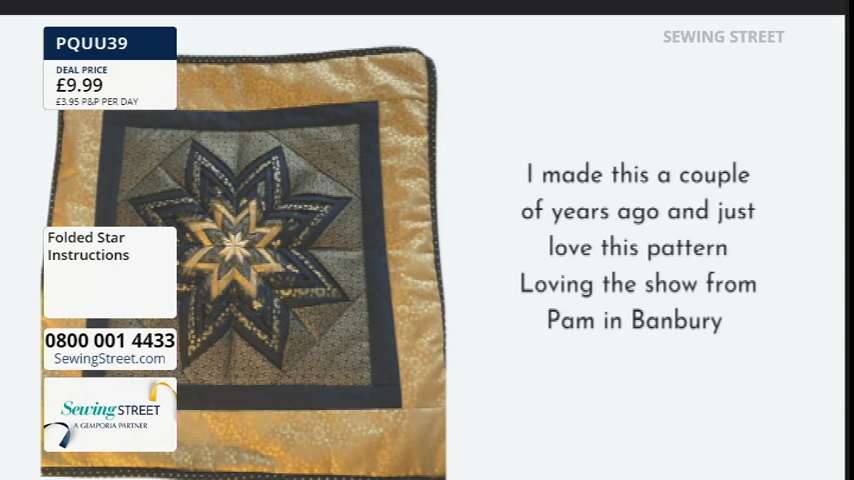 PQUU39
DEAL PRICE
£9.99
£3.95 P&P PER DAY
SEWING STREET
I made this a couple
of years ago and just
love this pattern
Loving the show from
Pam in Banbury
Folded Star
Instructions
0800 001 4433
SewingStreet.com
Sewing STREET
A GEMPORIA PARTNER